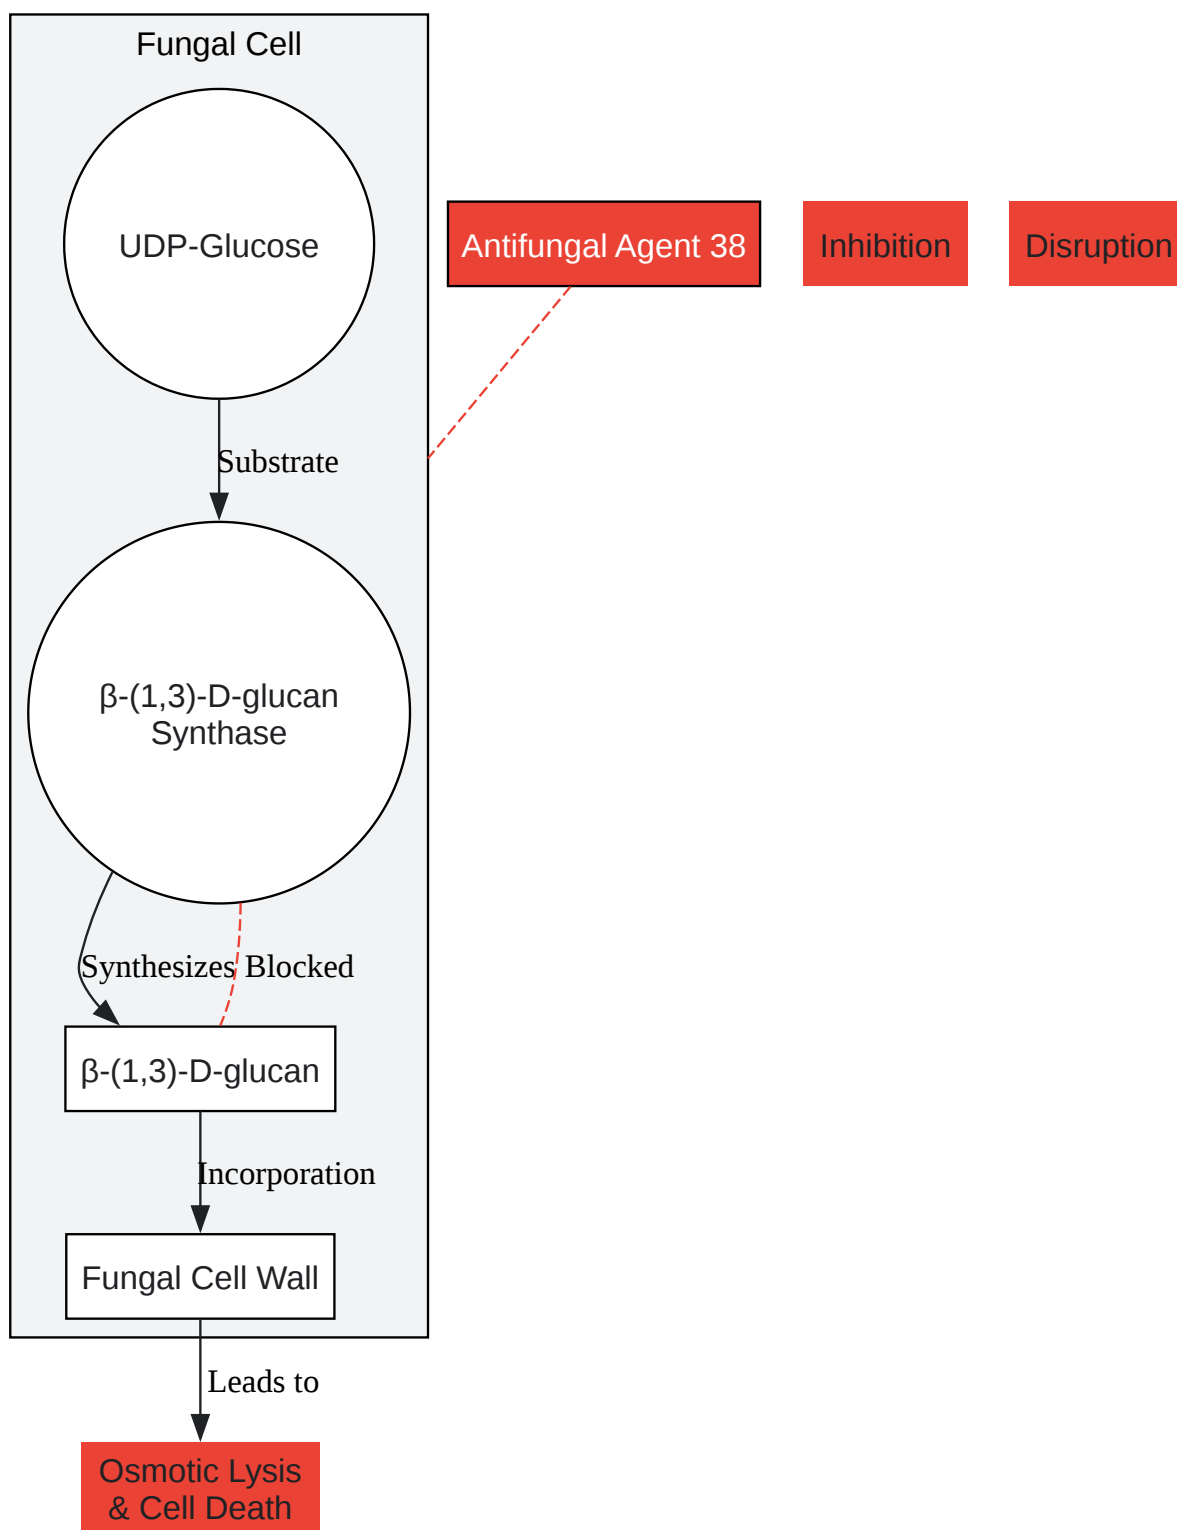 Fungal Cell
UDP-Glucose
Antifungal Agent 38
Inhibition
Disruption
Substrate
β-(1,3)-D-glucan
Synthase
Synthesizes
Blocked
β-(1,3)-D-glucan
Incorporation
Fungal Cell Wall
Leads to
Osmotic Lysis
& Cell Death